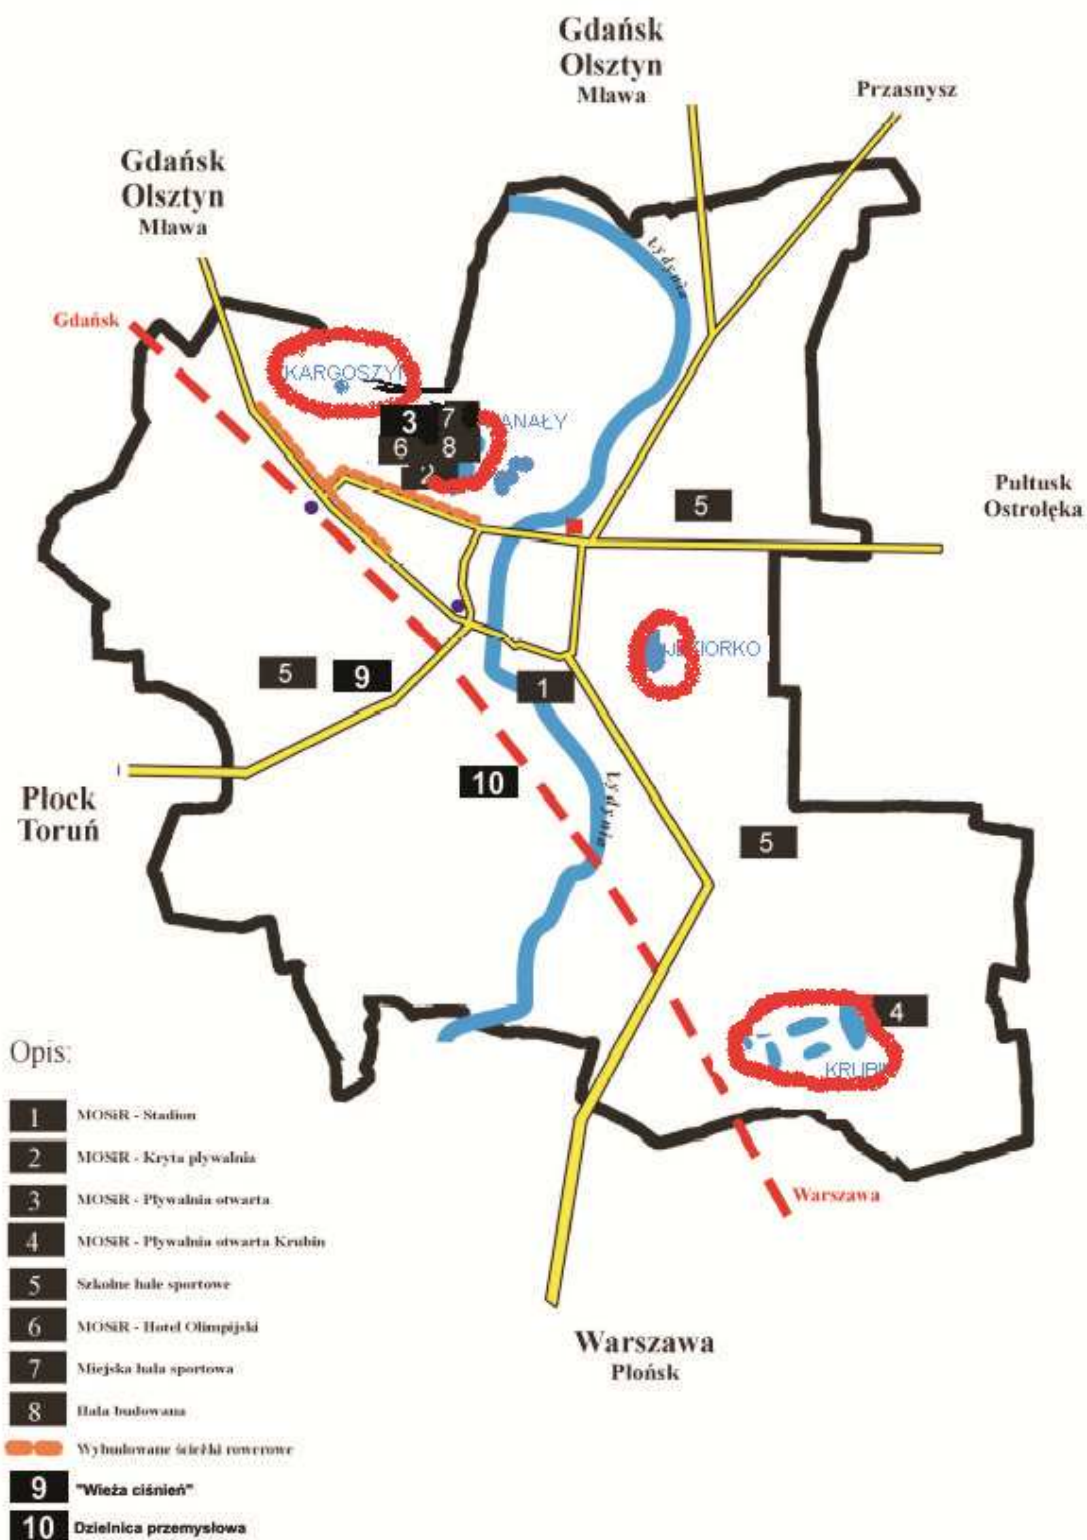 Gdańsk
Olsztyn
Mława
Przasnysz
Gdańsk
Olsztyn
Mława
Łydynia
Gdańsk
3
7
6
8
2
5
Pułtusk
Ostrołęka
5
9
1
10
Płock
Toruń
Łydynia
5
4
Warszawa
Warszawa
Płońsk
Opis:
1 MOSiR - Stadion
2 MOSiR - Kryta pływalnia
3 MOSiR - Pływalnia otwarta
4 MOSiR - Pływalnia otwarta Krubin
5 Szkolne hale sportowe
6 MOSiR - Hotel Olimpijski
7 Miejska hala sportowa
8 Hala budowana
Wybudowane ścieżki rowerowe
9 "Wieża ciśnień"
10 Dzielnica przemysłowa